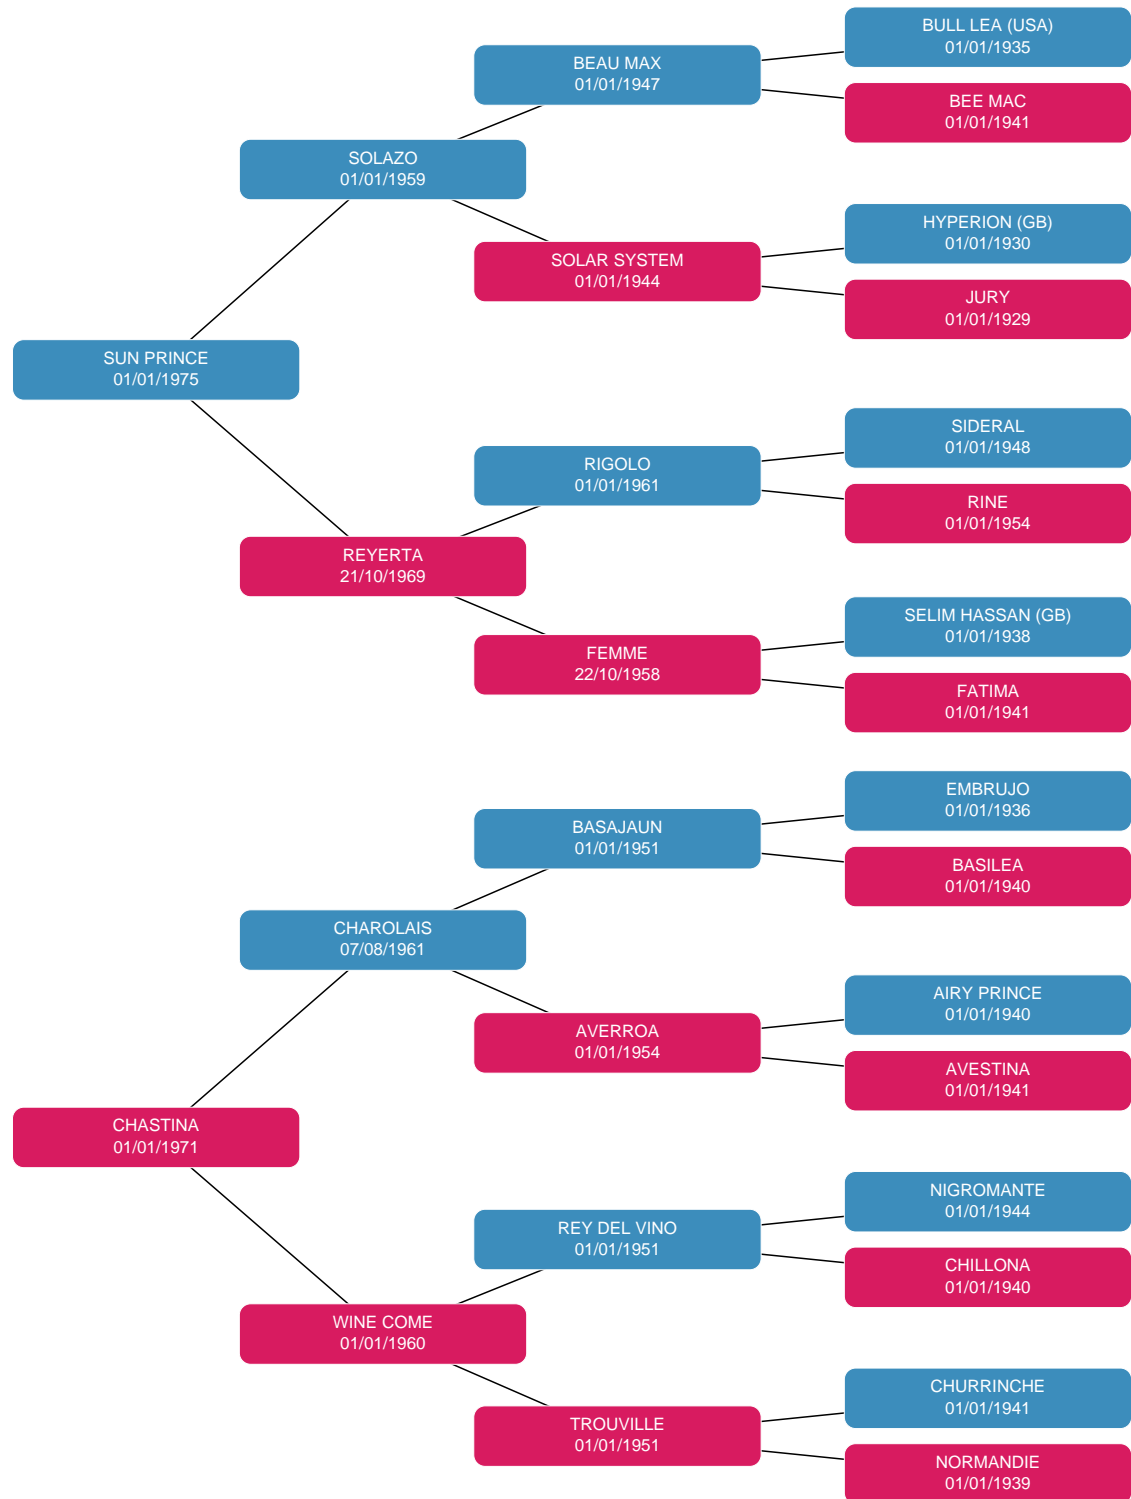 BULL LEA (USA)
01/01/1935
BEAU MAX
01/01/1947
BEE MAC
01/01/1941
SOLAZO
01/01/1959
HYPERION (GB)
01/01/1930
SOLAR SYSTEM
01/01/1944
JURY
01/01/1929
SUN PRINCE
01/01/1975
SIDERAL
01/01/1948
RIGOLO
01/01/1961
RINE
01/01/1954
REYERTA
21/10/1969
SELIM HASSAN (GB)
01/01/1938
FEMME
22/10/1958
FATIMA
01/01/1941
EMBRUJO
01/01/1936
BASAJAUN
01/01/1951
BASILEA
01/01/1940
CHAROLAIS
07/08/1961
AIRY PRINCE
01/01/1940
AVERROA
01/01/1954
AVESTINA
01/01/1941
CHASTINA
01/01/1971
NIGROMANTE
01/01/1944
REY DEL VINO
01/01/1951
CHILLONA
01/01/1940
WINE COME
01/01/1960
CHURRINCHE
01/01/1941
TROUVILLE
01/01/1951
NORMANDIE
01/01/1939